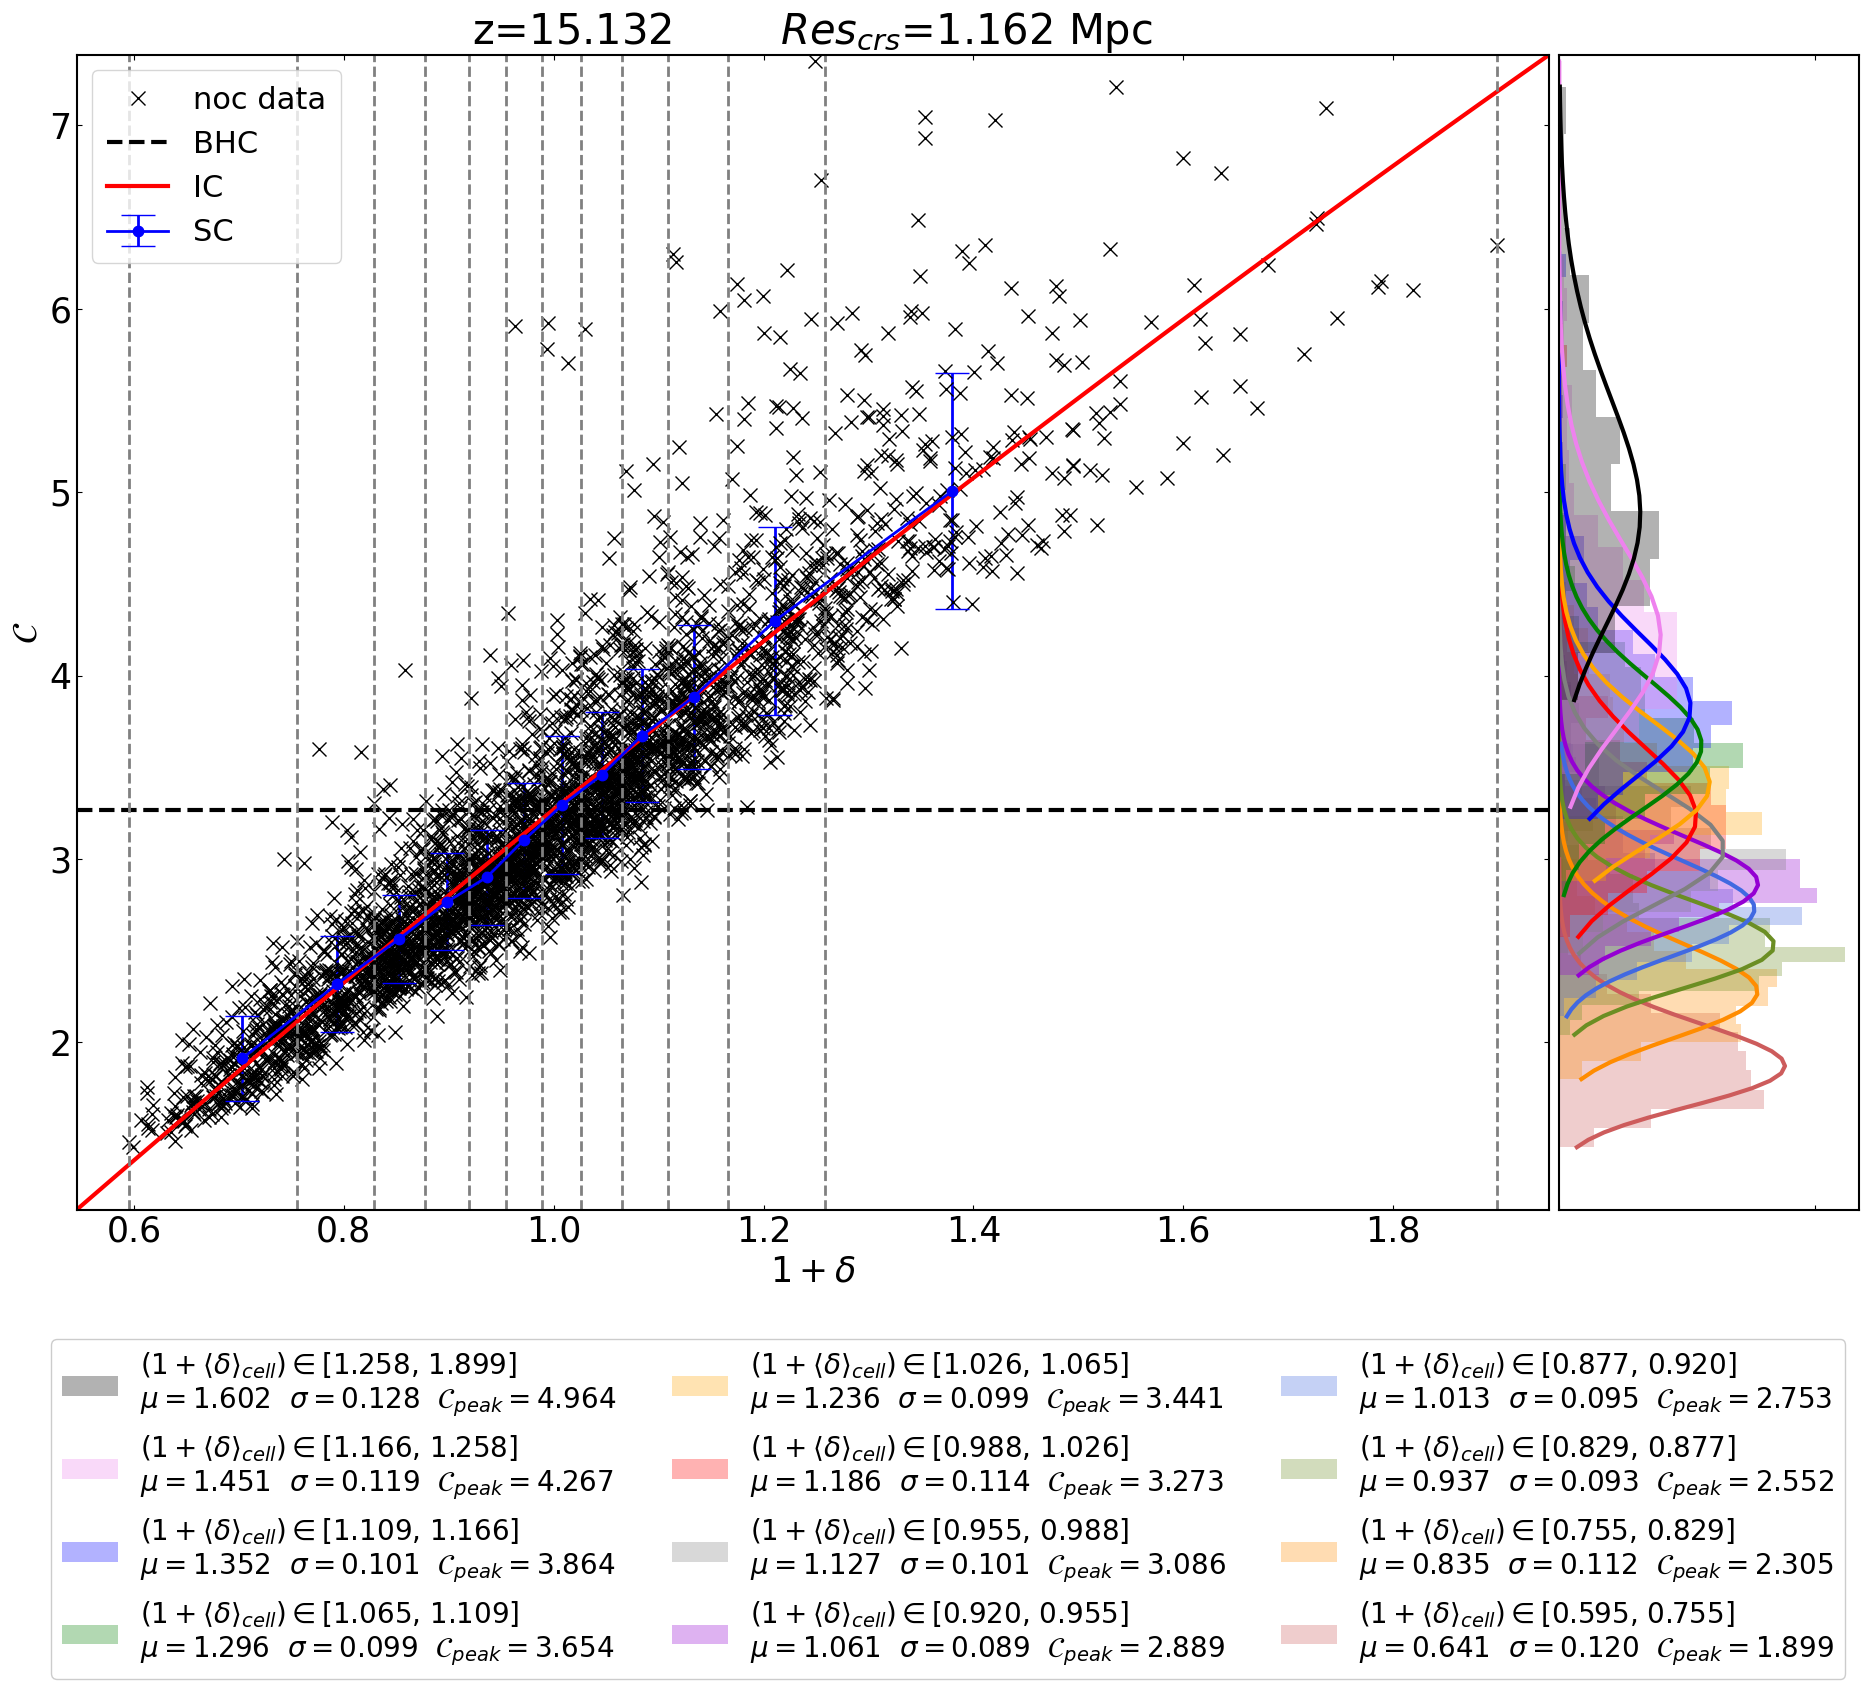 z=15.132 Res_crs=1.162 Mpc
noc data
BHC
IC
SC
7
6
5
4
3
2
𝒞
0.6 0.8 1.0 1.2 1.4 1.6 1.8
1 + δ
(1 + ⟨δ⟩_cell) ∈ [1.258, 1.899]
μ = 1.602 σ = 0.128 𝒞_peak = 4.964
(1 + ⟨δ⟩_cell) ∈ [1.166, 1.258]
μ = 1.451 σ = 0.119 𝒞_peak = 4.267
(1 + ⟨δ⟩_cell) ∈ [1.109, 1.166]
μ = 1.352 σ = 0.101 𝒞_peak = 3.864
(1 + ⟨δ⟩_cell) ∈ [1.065, 1.109]
μ = 1.296 σ = 0.099 𝒞_peak = 3.654
(1 + ⟨δ⟩_cell) ∈ [1.026, 1.065]
μ = 1.236 σ = 0.099 𝒞_peak = 3.441
(1 + ⟨δ⟩_cell) ∈ [0.988, 1.026]
μ = 1.186 σ = 0.114 𝒞_peak = 3.273
(1 + ⟨δ⟩_cell) ∈ [0.955, 0.988]
μ = 1.127 σ = 0.101 𝒞_peak = 3.086
(1 + ⟨δ⟩_cell) ∈ [0.920, 0.955]
μ = 1.061 σ = 0.089 𝒞_peak = 2.889
(1 + ⟨δ⟩_cell) ∈ [0.877, 0.920]
μ = 1.013 σ = 0.095 𝒞_peak = 2.753
(1 + ⟨δ⟩_cell) ∈ [0.829, 0.877]
μ = 0.937 σ = 0.093 𝒞_peak = 2.552
(1 + ⟨δ⟩_cell) ∈ [0.755, 0.829]
μ = 0.835 σ = 0.112 𝒞_peak = 2.305
(1 + ⟨δ⟩_cell) ∈ [0.595, 0.755]
μ = 0.641 σ = 0.120 𝒞_peak = 1.899